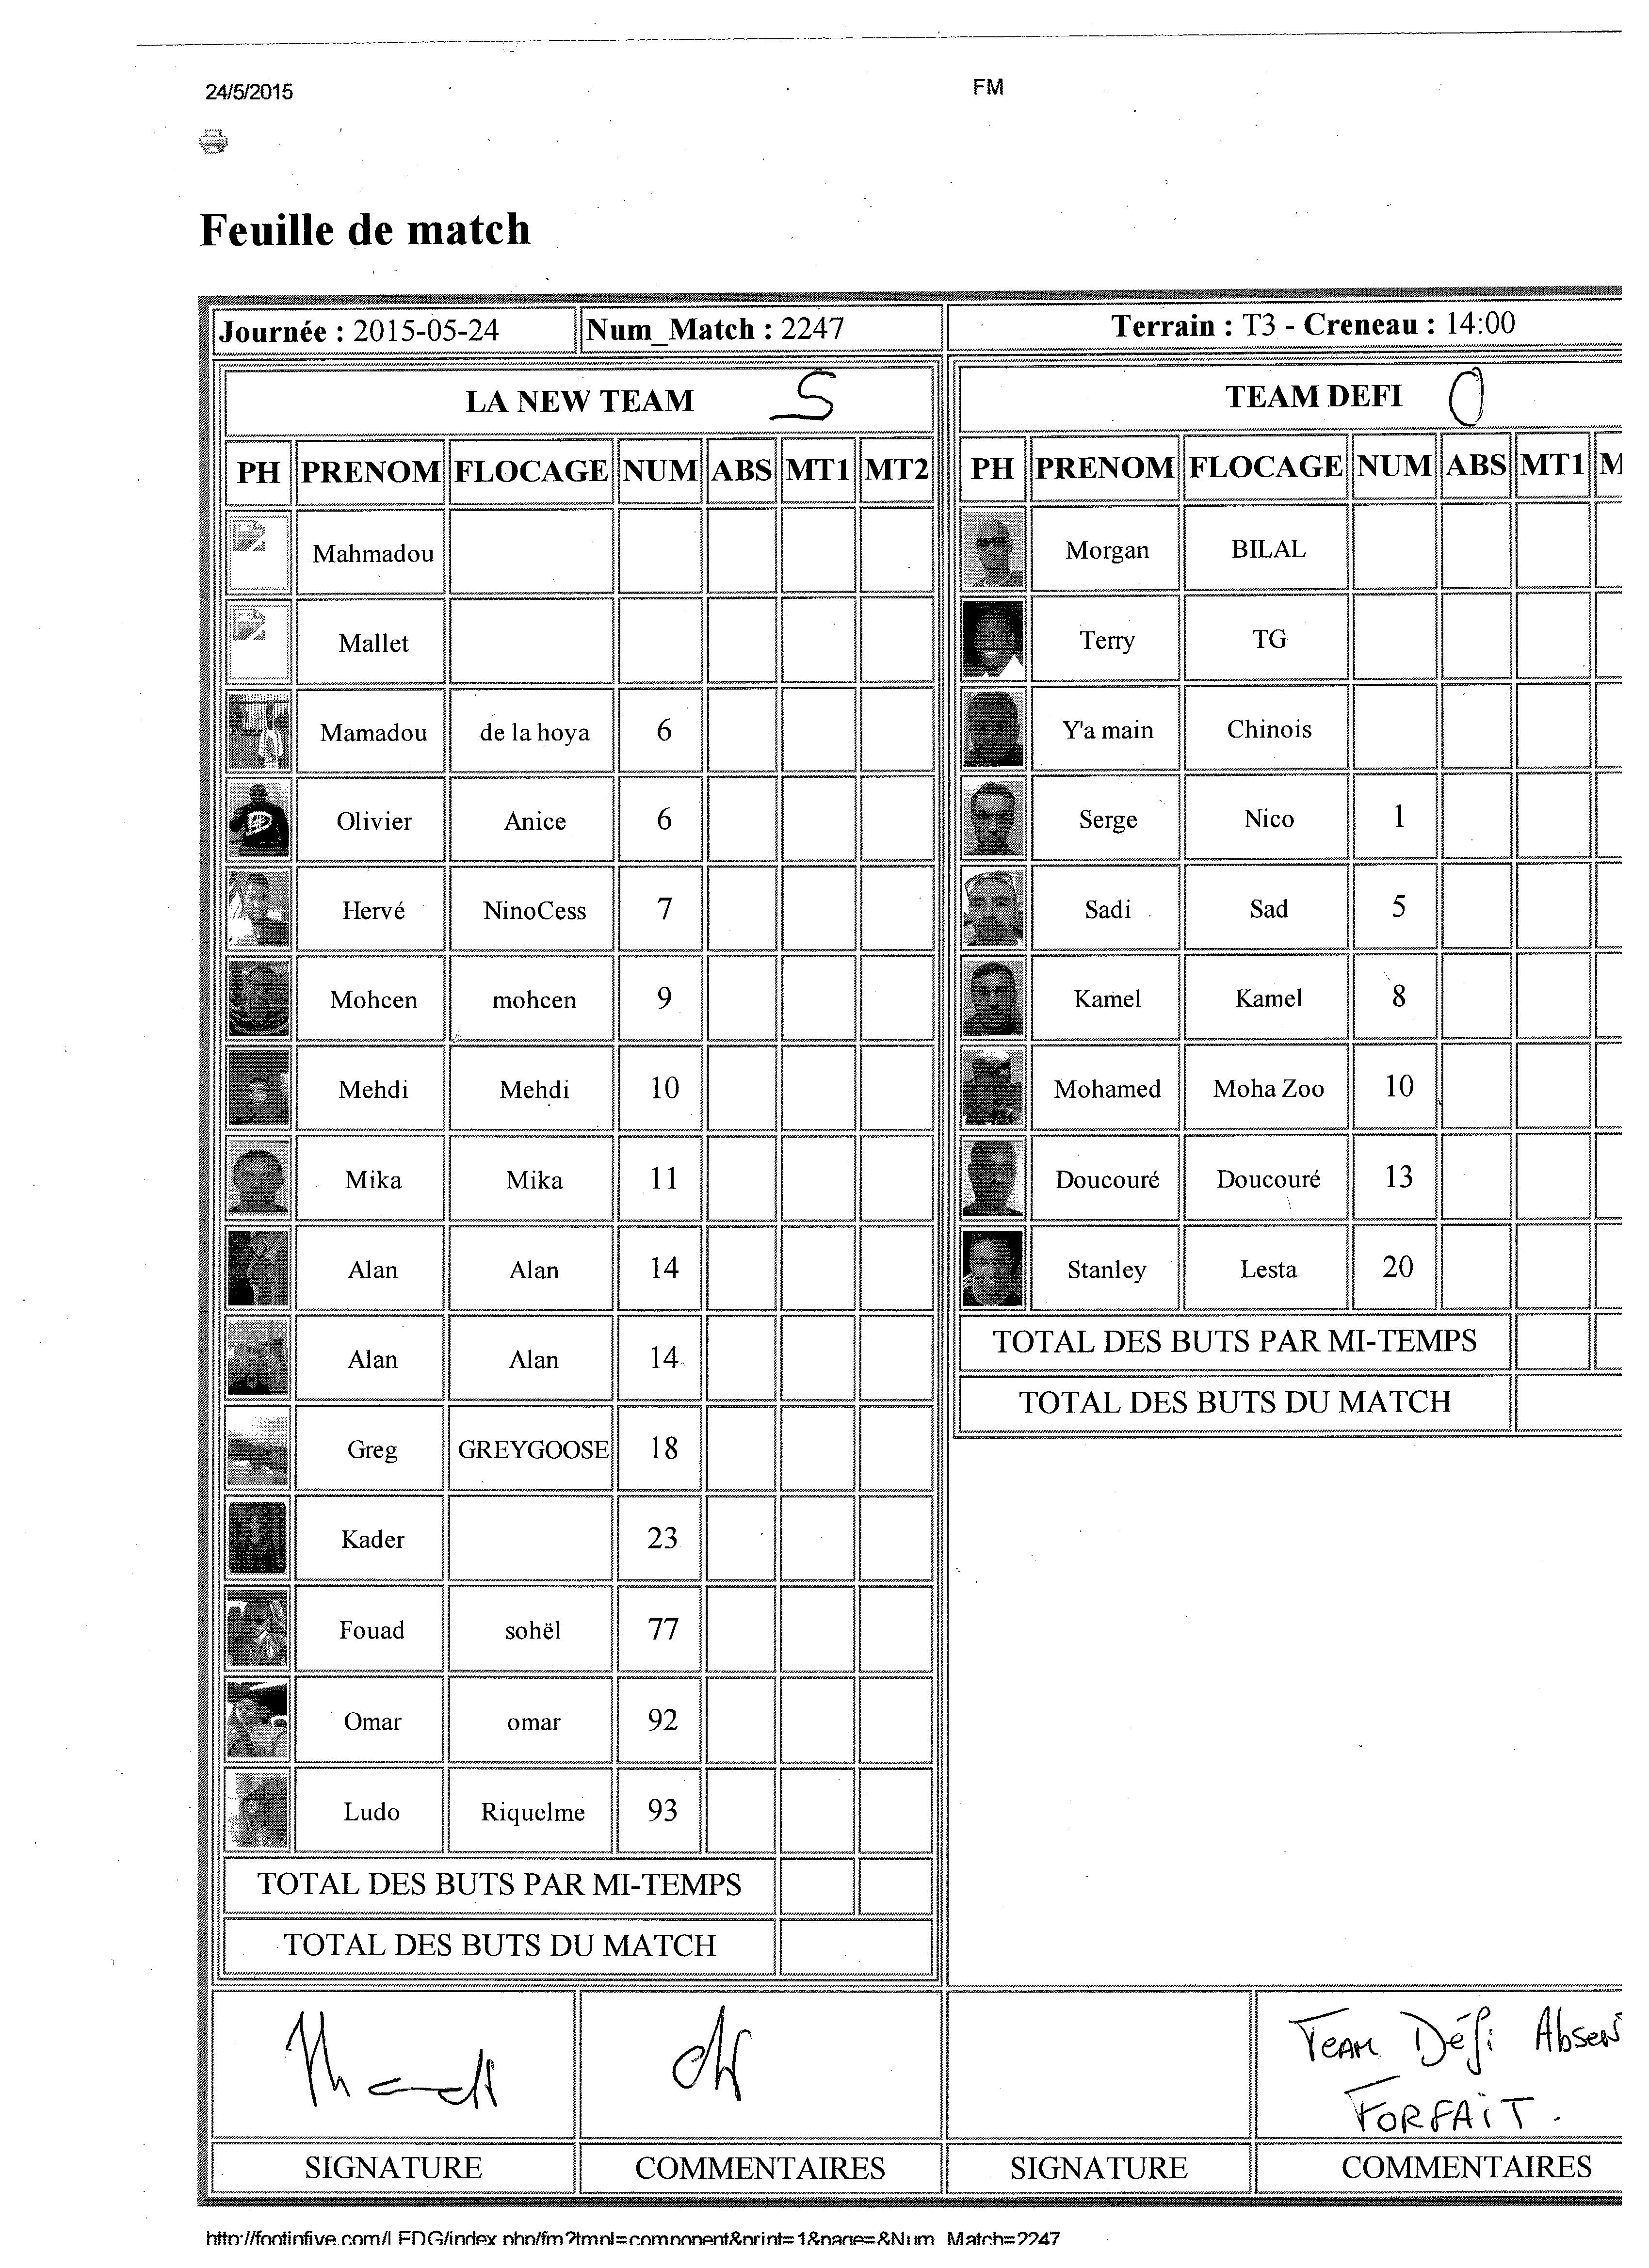 24/5/2015 FM
Feuille de match
Journée : 2015-05-24 Num_Match : 2247 Terrain : T3 - Creneau : 14:00
LA NEW TEAM 5 TEAM DEFI 0
PH PRENOM FLOCAGE NUM ABS MT1 MT2 PH PRENOM FLOCAGE NUM ABS MT1 M
Mahmadou Morgan BILAL
Mallet Terry TG
Mamadou de la hoya 6 Y'a main Chinois
Olivier Anice 6 Serge Nico 1
Hervé NinoCess 7 Sadi Sad 5
Mohcen mohcen 9 Kamel Kamel 8
Mehdi Mehdi 10 Mohamed Moha Zoo 10
Mika Mika 11 Doucouré Doucouré 13
Alan Alan 14 Stanley Lesta 20
Alan Alan 14 TOTAL DES BUTS PAR MI-TEMPS
TOTAL DES BUTS DU MATCH
Greg GREYGOOSE 18
Kader 23
Fouad sohël 77
Omar omar 92
Ludo Riquelme 93
TOTAL DES BUTS PAR MI-TEMPS
TOTAL DES BUTS DU MATCH
Team Défi Absen
FORFAiT.
SIGNATURE COMMENTAIRES SIGNATURE COMMENTAIRES
http://footinfive.com/LEDG/index.php/fm?tmpl=component&print=1&page=&Num_Match=2247